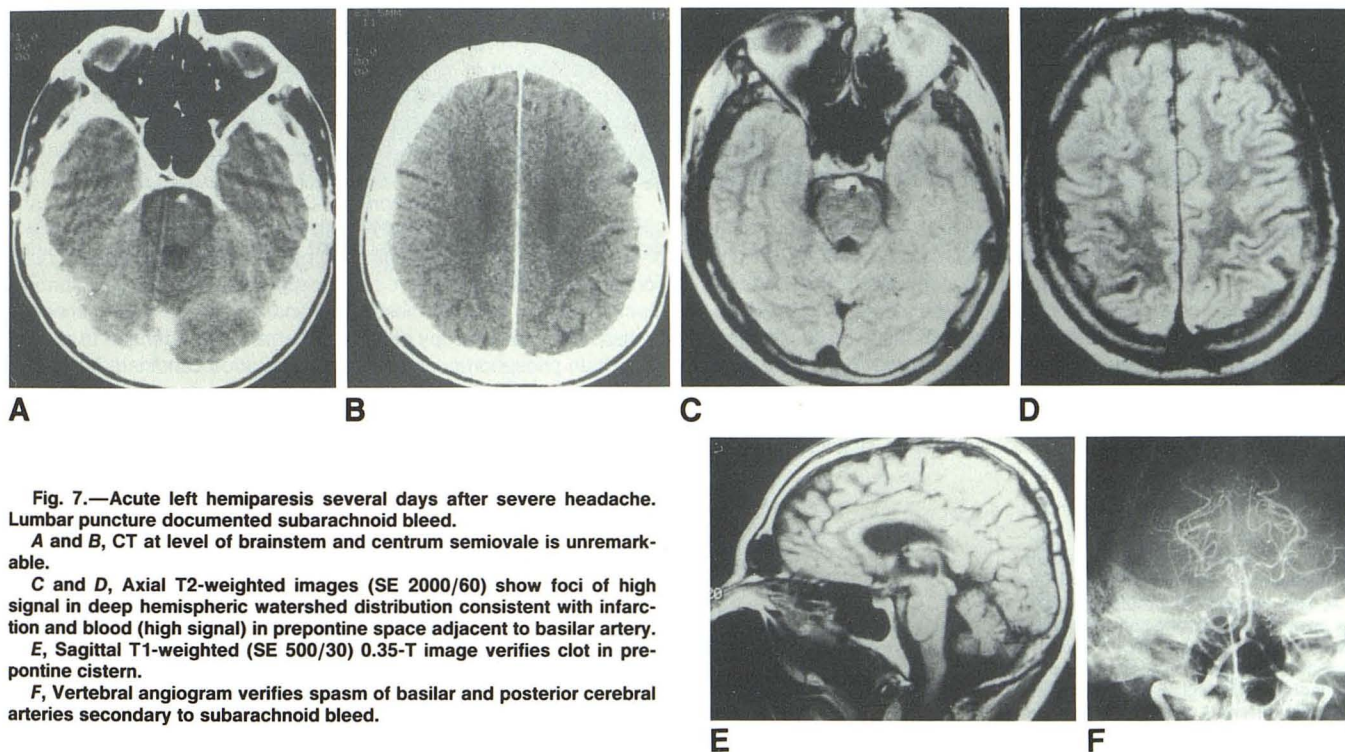 A
B
C
D
Fig. 7.—Acute left hemiparesis several days after severe headache.
Lumbar puncture documented subarachnoid bleed.
A and B, CT at level of brainstem and centrum semiovale is unremark-
able.
C and D, Axial T2-weighted images (SE 2000/60) show foci of high
signal in deep hemispheric watershed distribution consistent with infarc-
tion and blood (high signal) in prepontine space adjacent to basilar artery.
E, Sagittal T1-weighted (SE 500/30) 0.35-T image verifies clot in pre-
pontine cistern.
F, Vertebral angiogram verifies spasm of basilar and posterior cerebral
arteries secondary to subarachnoid bleed.
E
F